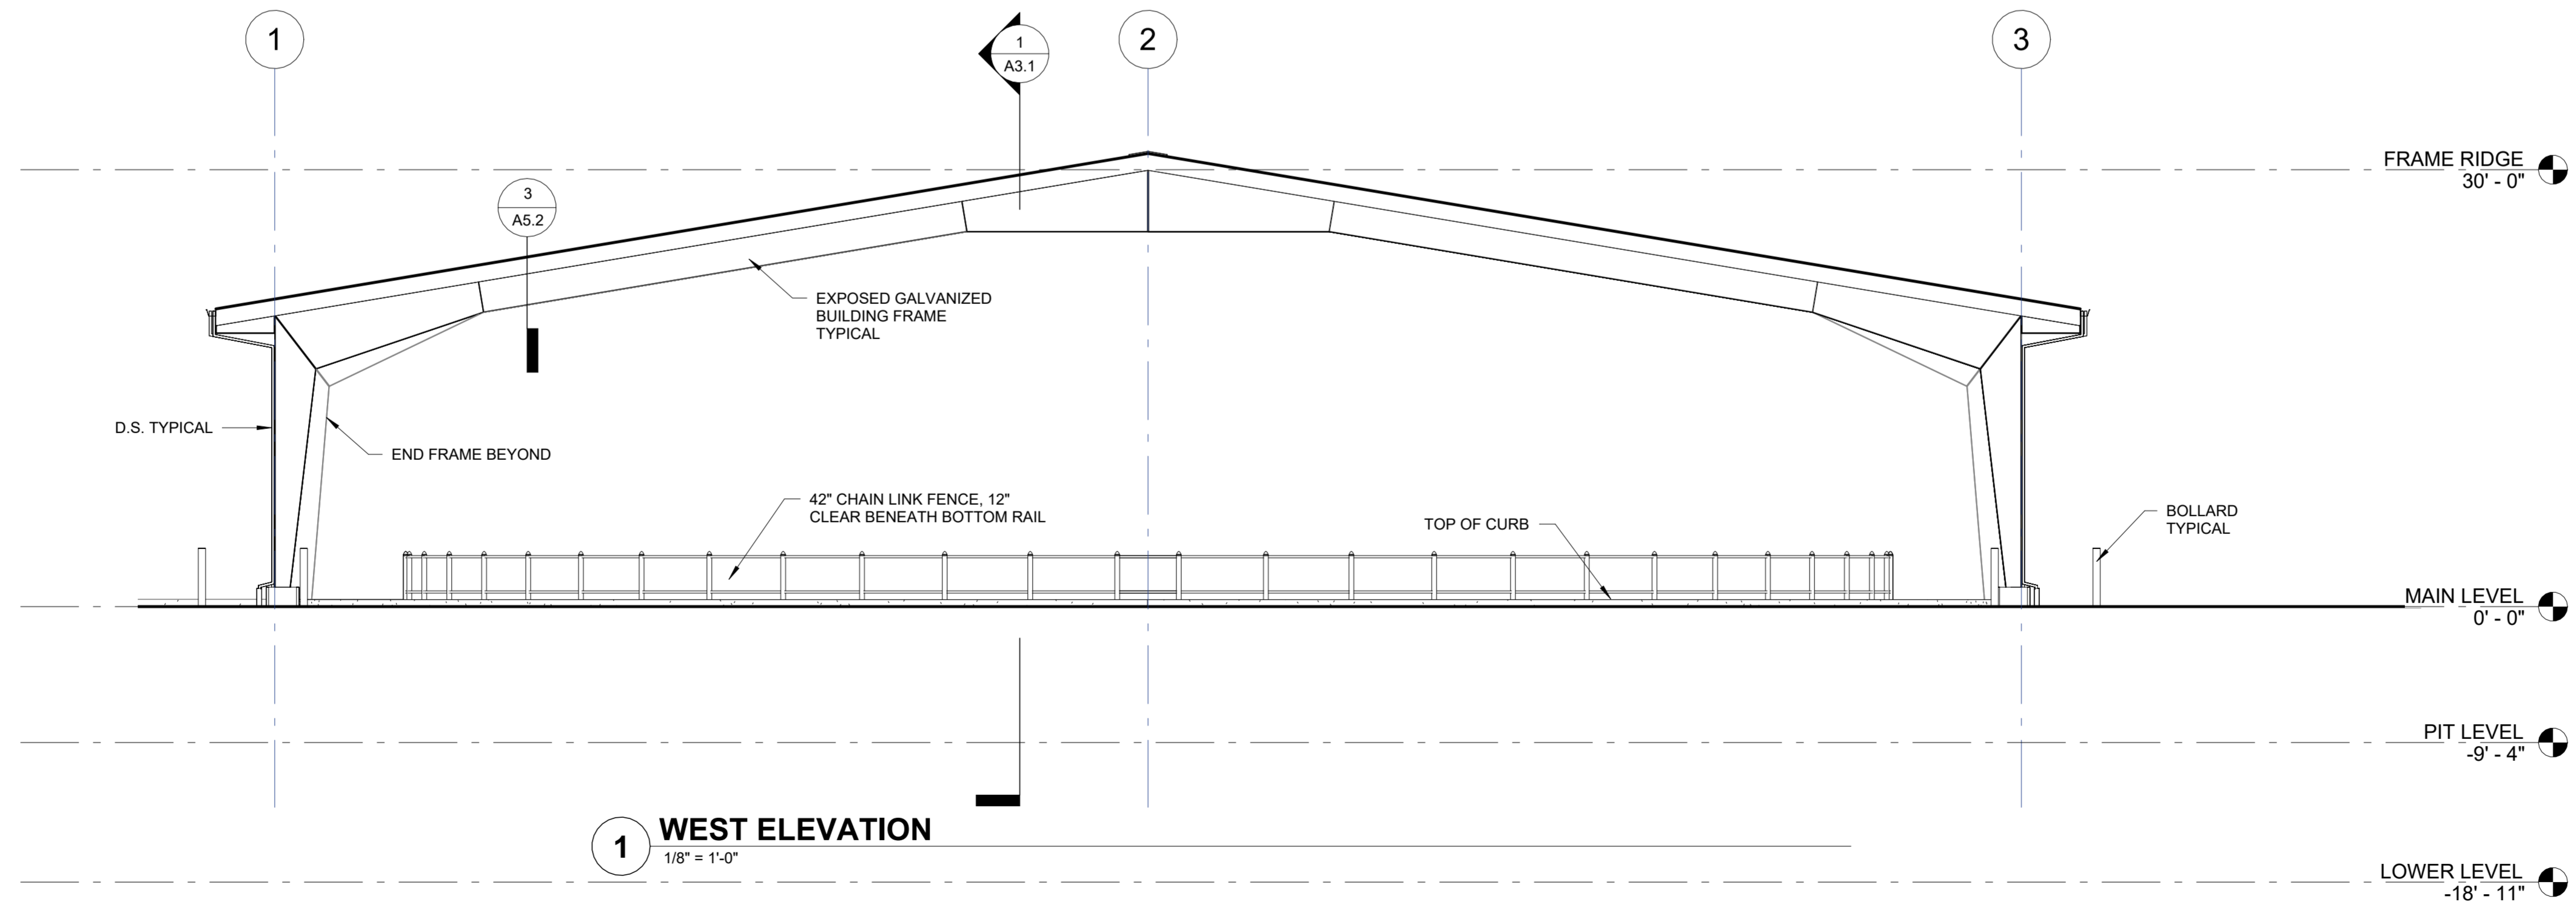 1
1
A3.1
2
3
FRAME RIDGE
30' - 0"
3
A5.2
EXPOSED GALVANIZED
BUILDING FRAME
TYPICAL
D.S. TYPICAL
END FRAME BEYOND
42" CHAIN LINK FENCE, 12"
CLEAR BENEATH BOTTOM RAIL
TOP OF CURB
BOLLARD
TYPICAL
MAIN LEVEL
0' - 0"
PIT LEVEL
-9' - 4"
1
WEST ELEVATION
1/8" = 1'-0"
LOWER LEVEL
-18' - 11"